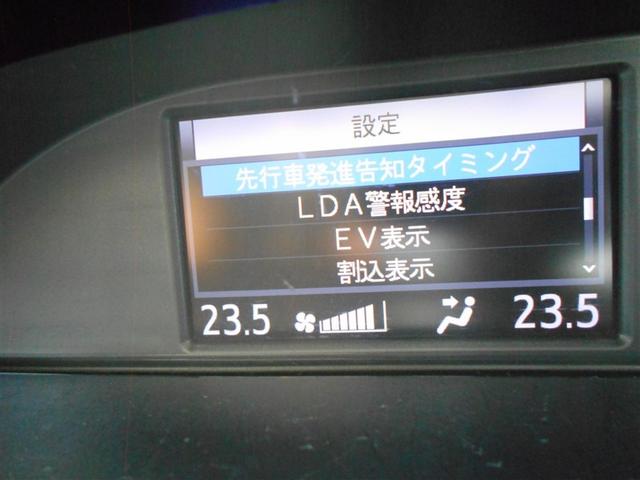 設定
先行車発進告知タイミング
ＬＤＡ警報感度
ＥＶ表示
割込表示
23.5 23.5